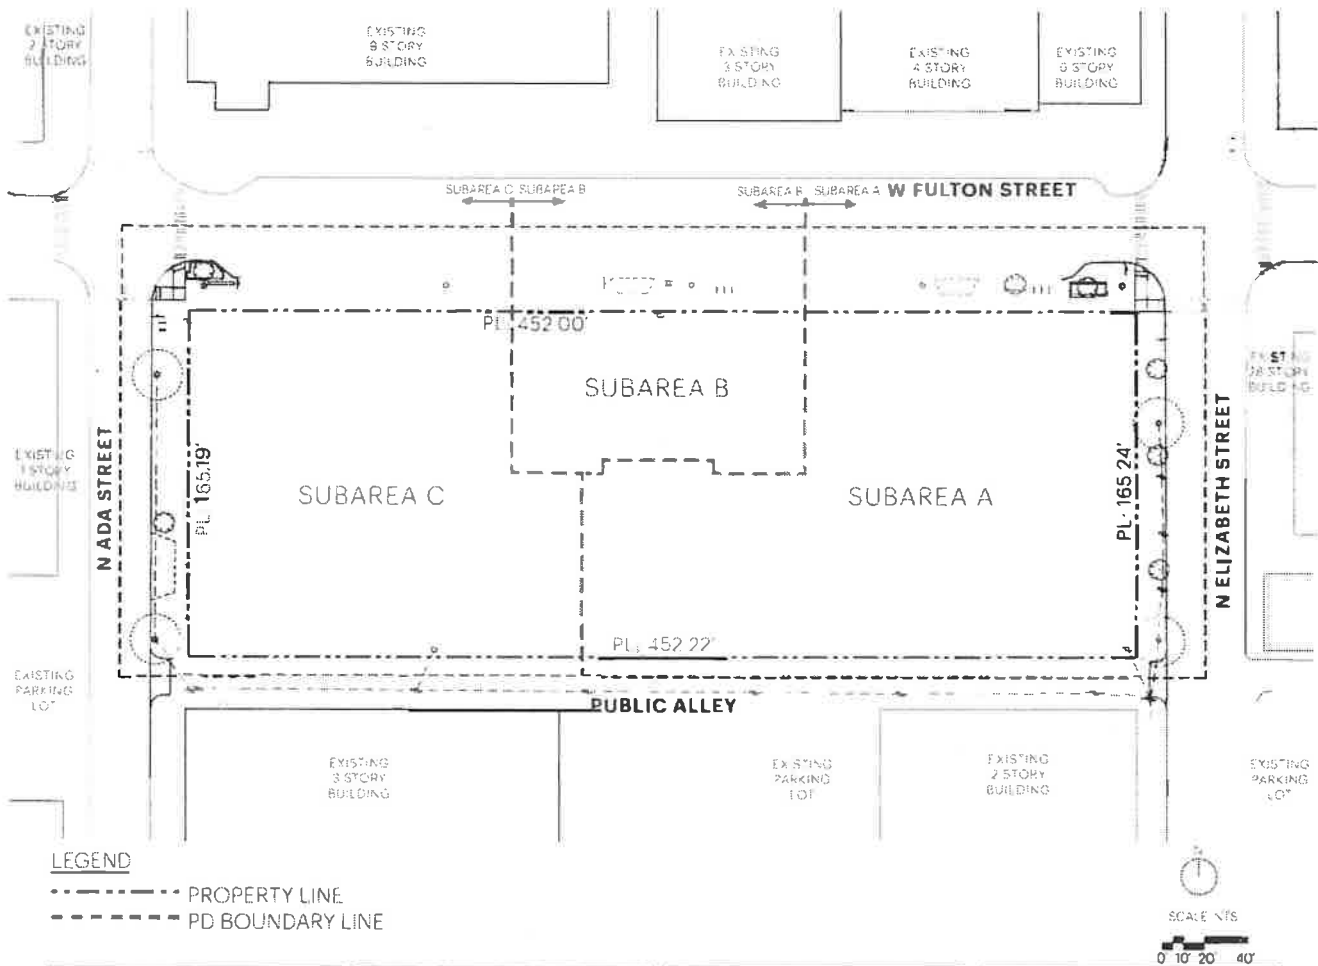 EXISTING
2 STORY
BUILDING
EXISTING
8 STORY
BUILDING
EXISTING
3 STORY
BUILDING
EXISTING
4 STORY
BUILDING
EXISTING
STORY
BUILDING
SUBAREA C SUBAREA B
SUBAREA B SUBAREA A
W FULTON STREET
PL: 452.00'
SUBAREA B
EXISTING
28 STORY
BUILDING
N ADA STREET
EXISTING
1 STORY
BUILDING
PL: 165.19'
SUBAREA C
SUBAREA A
PL: 165.24'
N ELIZABETH STREET
PL: 452.22'
EXISTING
PARKING
LOT
PUBLIC ALLEY
EXISTING
3 STORY
BUILDING
EXISTING
PARKING
LOT
EXISTING
2 STORY
BUILDING
EXISTING
PARKING
LOT
LEGEND
PROPERTY LINE
PD BOUNDARY LINE
SCALE NTS
0' 10' 20' 40'